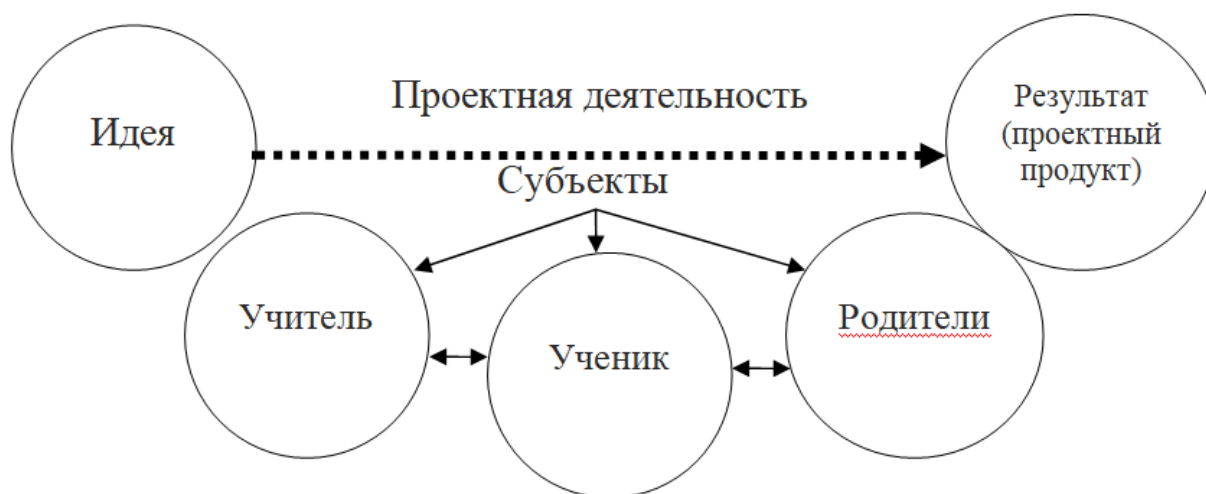 Идея
Проектная деятельность
Результат
(проектный
продукт)
Субъекты
Учитель
Ученик
Родители